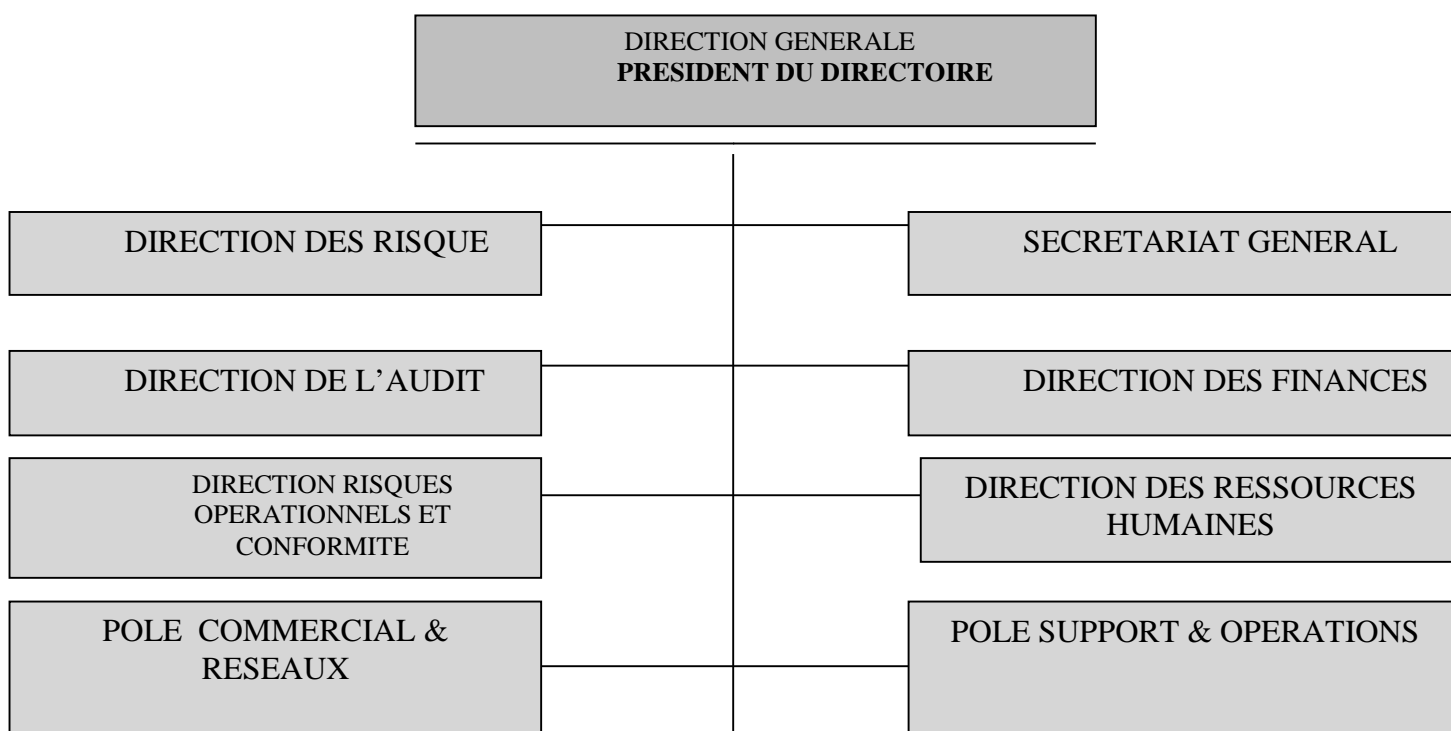 DIRECTION GENERALE
PRESIDENT DU DIRECTOIRE
DIRECTION DES RISQUE
SECRETARIAT GENERAL
DIRECTION DE L’AUDIT
DIRECTION DES FINANCES
DIRECTION RISQUES
OPERATIONNELS ET
CONFORMITE
DIRECTION DES RESSOURCES
HUMAINES
POLE COMMERCIAL &
RESEAUX
POLE SUPPORT & OPERATIONS